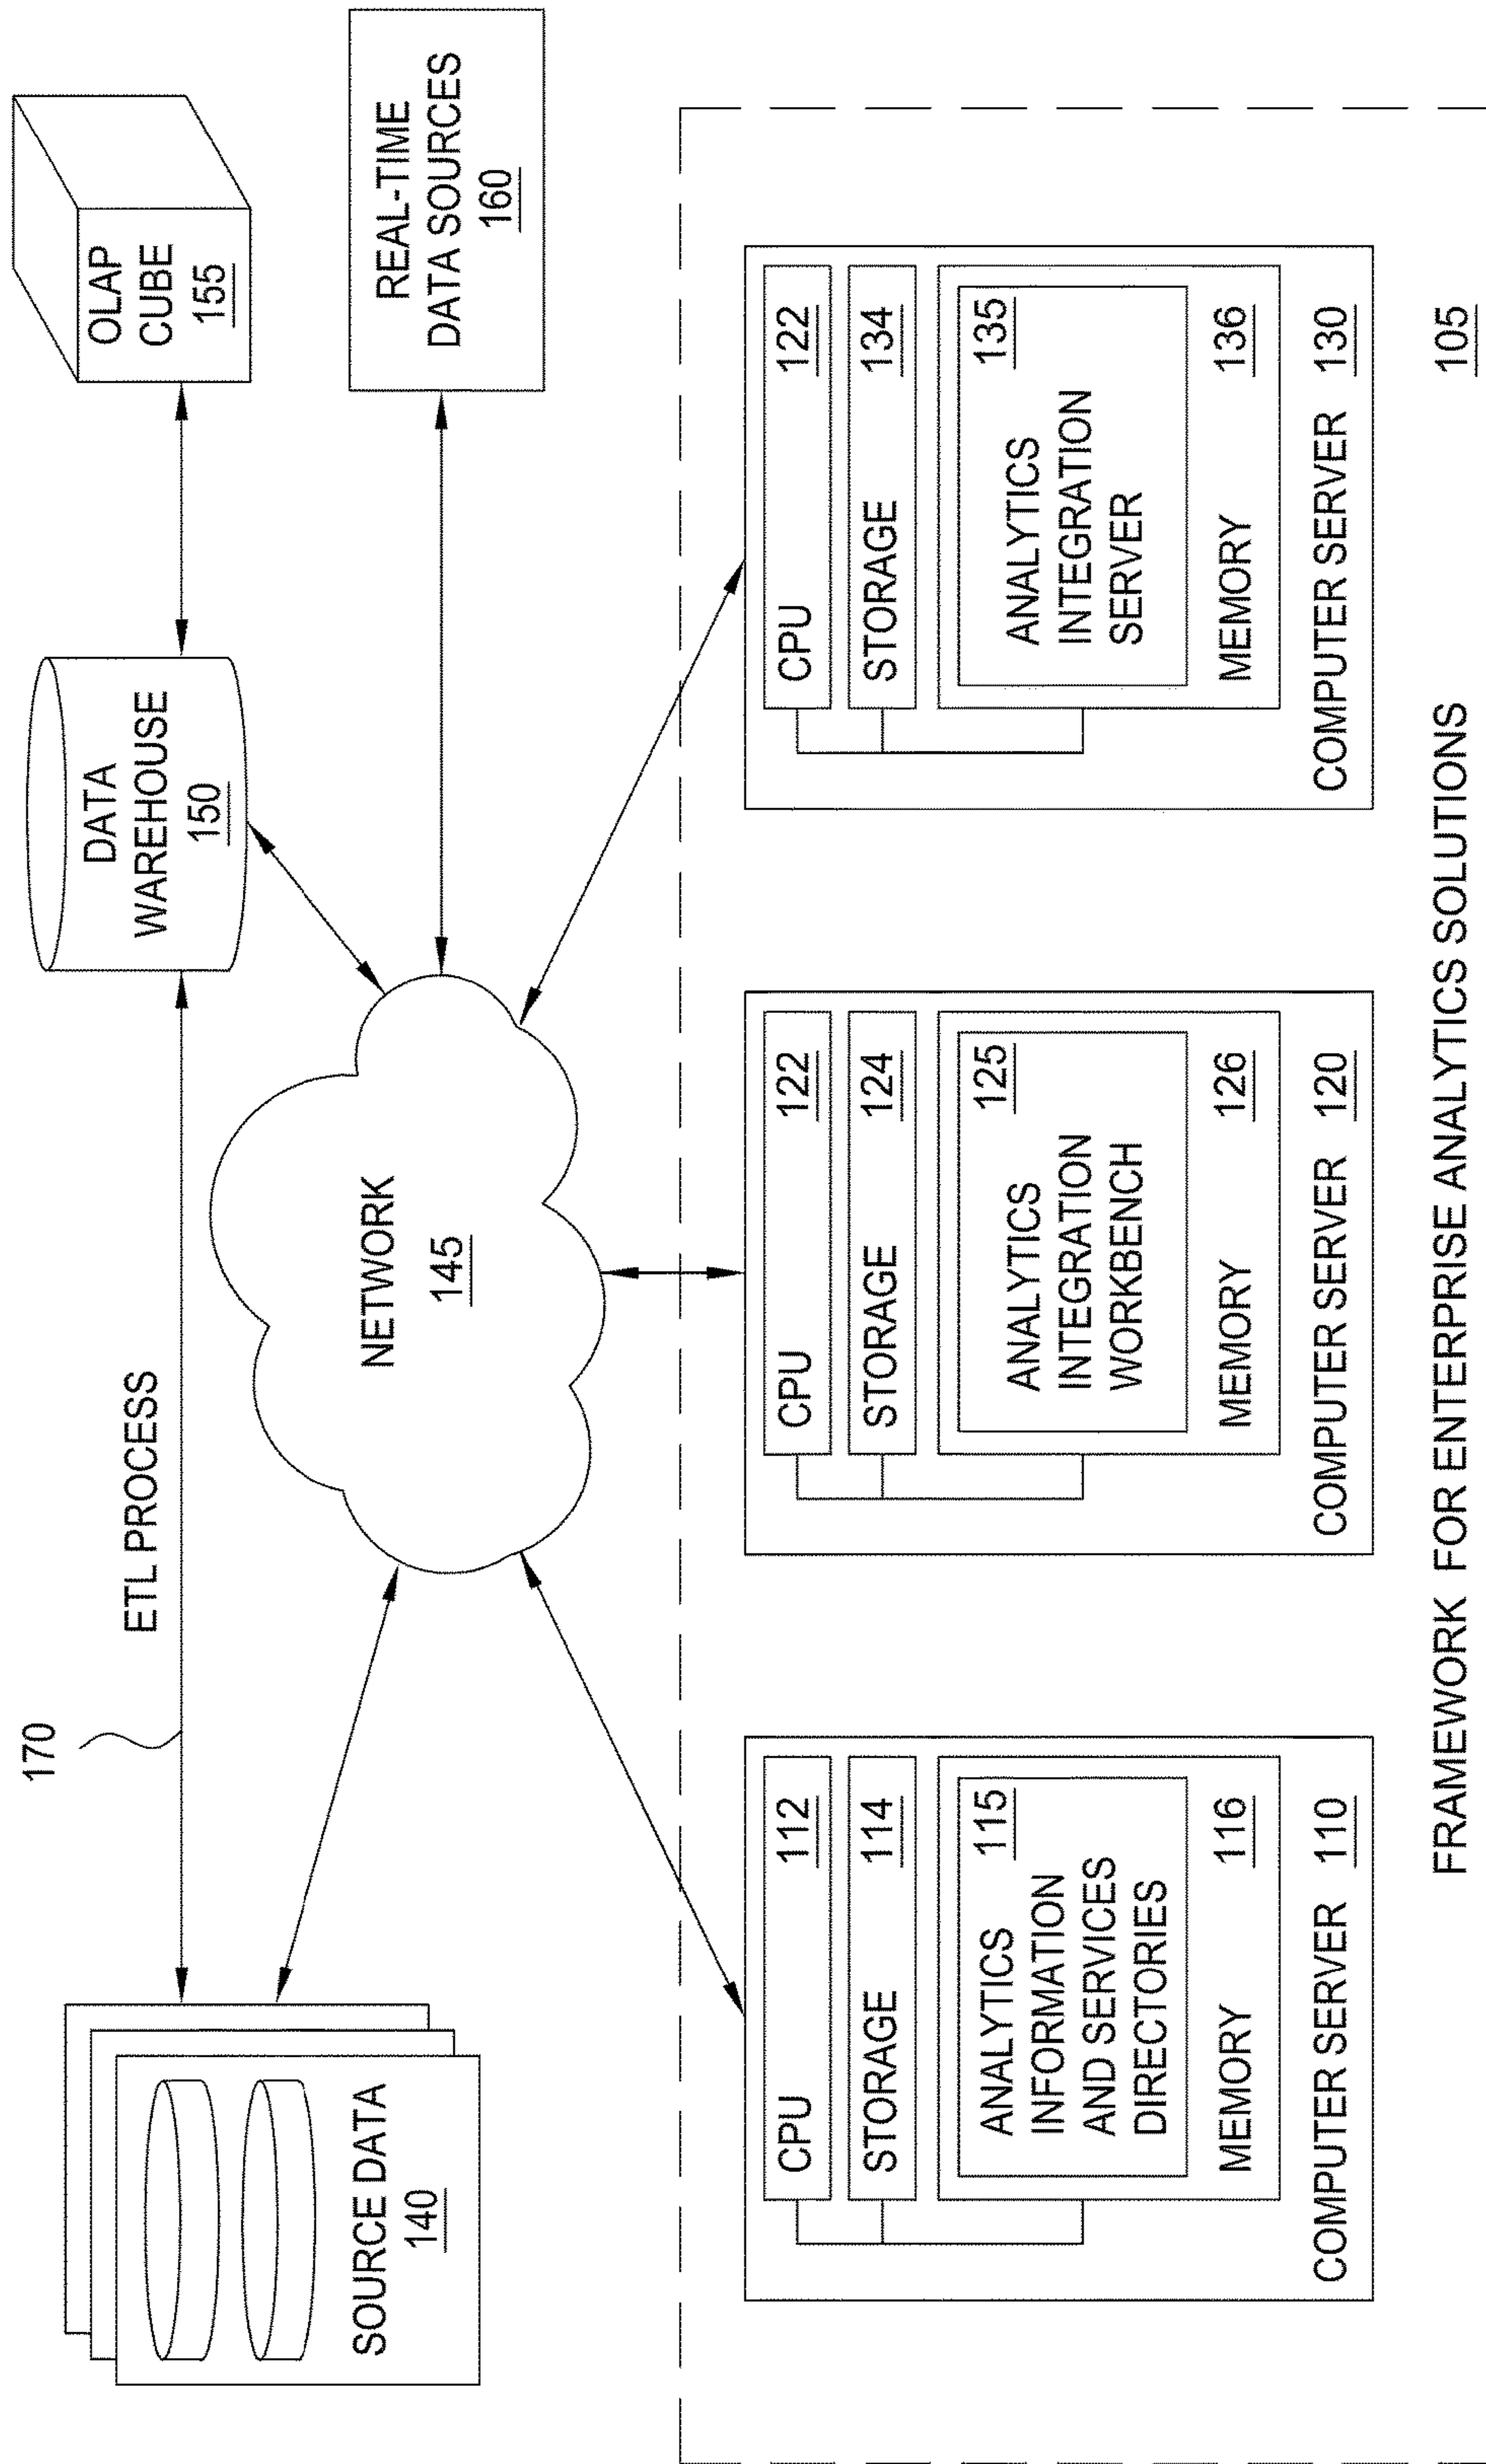 170
ETL PROCESS
SOURCE DATA
140
DATA
WAREHOUSE
150
OLAP
CUBE
155
NETWORK
145
REAL-TIME
DATA SOURCES
160
CPU 112
STORAGE 114
ANALYTICS 115
INFORMATION
AND SERVICES
DIRECTORIES
MEMORY 116
COMPUTER SERVER 110
CPU 122
STORAGE 124
ANALYTICS 125
INTEGRATION
WORKBENCH
MEMORY 126
COMPUTER SERVER 120
CPU 122
STORAGE 134
ANALYTICS 135
INTEGRATION
SERVER
MEMORY 136
COMPUTER SERVER 130
FRAMEWORK FOR ENTERPRISE ANALYTICS SOLUTIONS 105